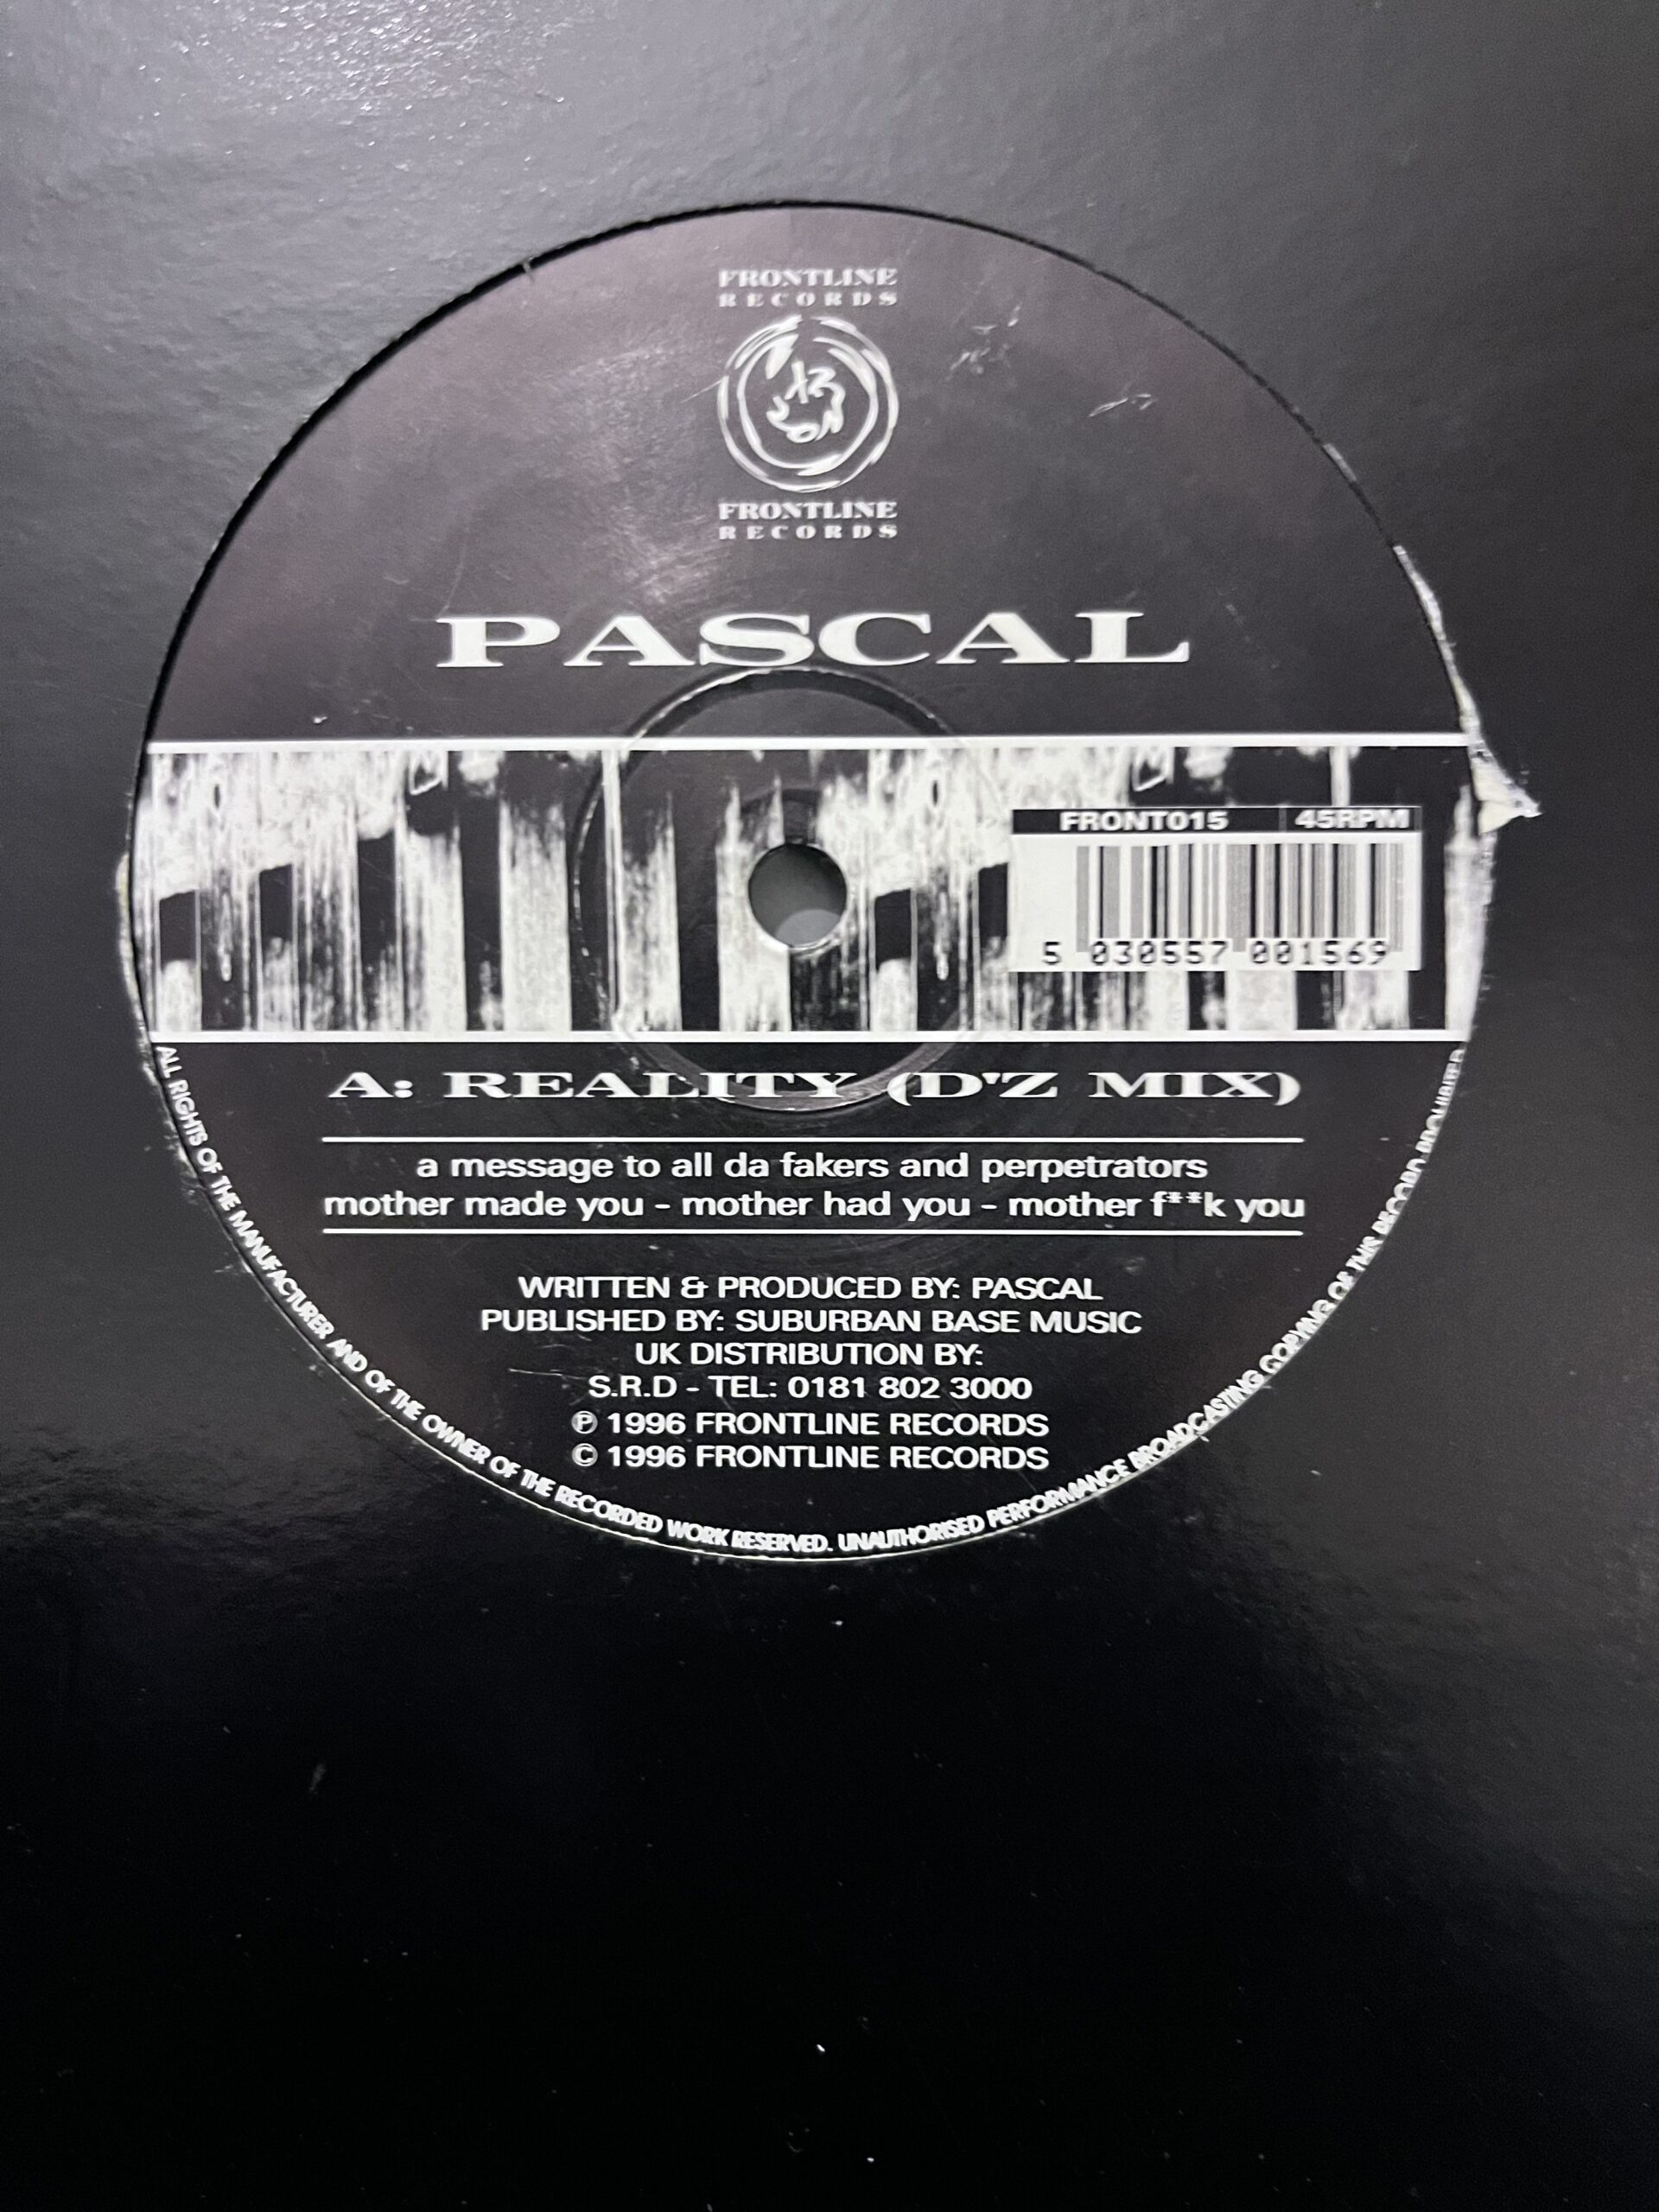 FRONTLINE
RECORDS
FRONTLINE
RECORDS
PASCAL
FRONT015 45RPM
5 030557 001569
A: REALITY (D'Z MIX)
a message to all da fakers and perpetrators
mother made you - mother had you - mother f**k you
WRITTEN & PRODUCED BY: PASCAL
PUBLISHED BY: SUBURBAN BASE MUSIC
UK DISTRIBUTION BY:
S.R.D - TEL: 0181 802 3000
℗ 1996 FRONTLINE RECORDS
© 1996 FRONTLINE RECORDS
ALL RIGHTS OF THE MANUFACTURER AND OF THE OWNER OF THE RECORDED WORK RESERVED. UNAUTHORISED PERFORMANCE BROADCASTING COPYING OF THIS RECORD PROHIBITED